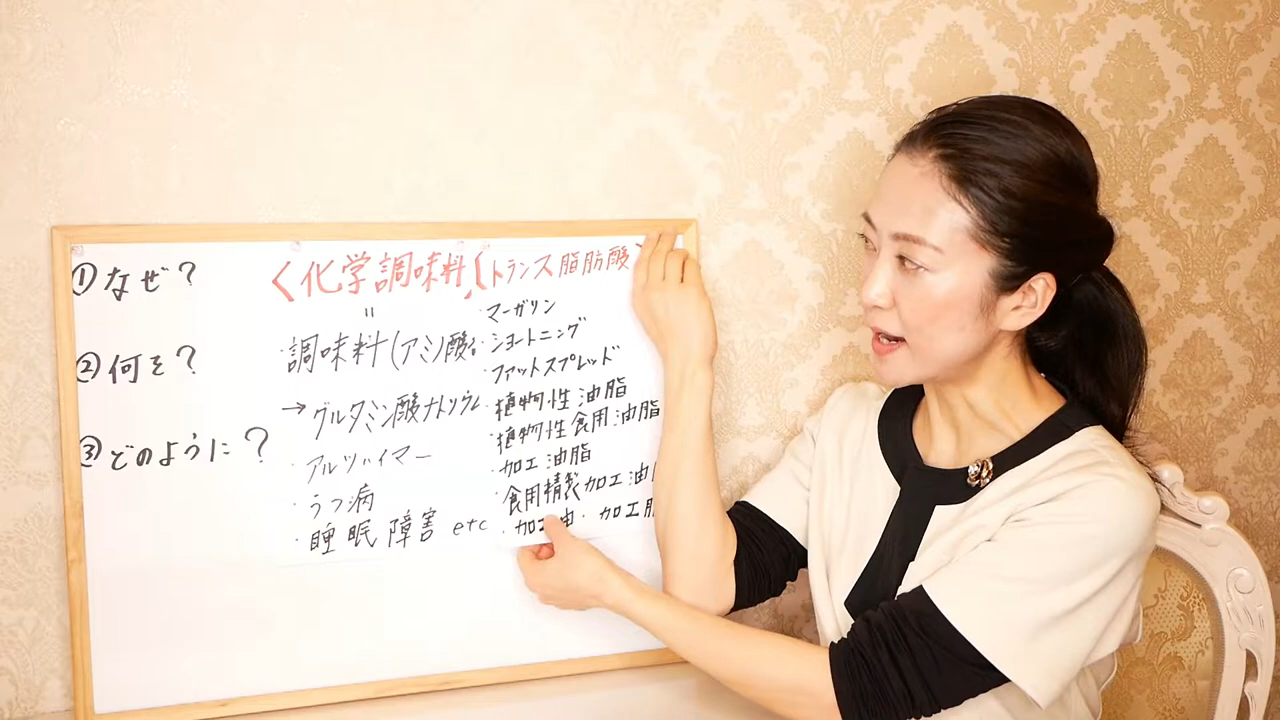 ①なぜ?
②何を?
③どのように?
<化学調味料>
〃
・調味料(アミノ酸
→グルタミン酸ナトリウム
・アルツハイマー
・うつ病
・睡眠障害 etc
<トランス脂肪酸>
・マーガリン
・ショートニング
・ファットスプレッド
・植物性油脂
・植物性食用油脂
・加工油脂
・食用精製加工油
・加工油・加工